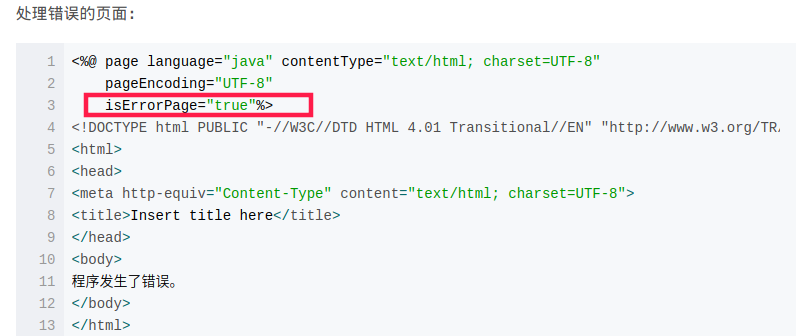 处理错误的页面:
1 <%@ page language="java" contentType="text/html; charset=UTF-8"
2     pageEncoding="UTF-8"
3     isErrorPage="true"%>
4 <!DOCTYPE html PUBLIC "-//W3C//DTD HTML 4.01 Transitional//EN" "http://www.w3.org/TRA
5 <html>
6 <head>
7 <meta http-equiv="Content-Type" content="text/html; charset=UTF-8">
8 <title>Insert title here</title>
9 </head>
10 <body>
11 程序发生了错误。
12 </body>
13 </html>